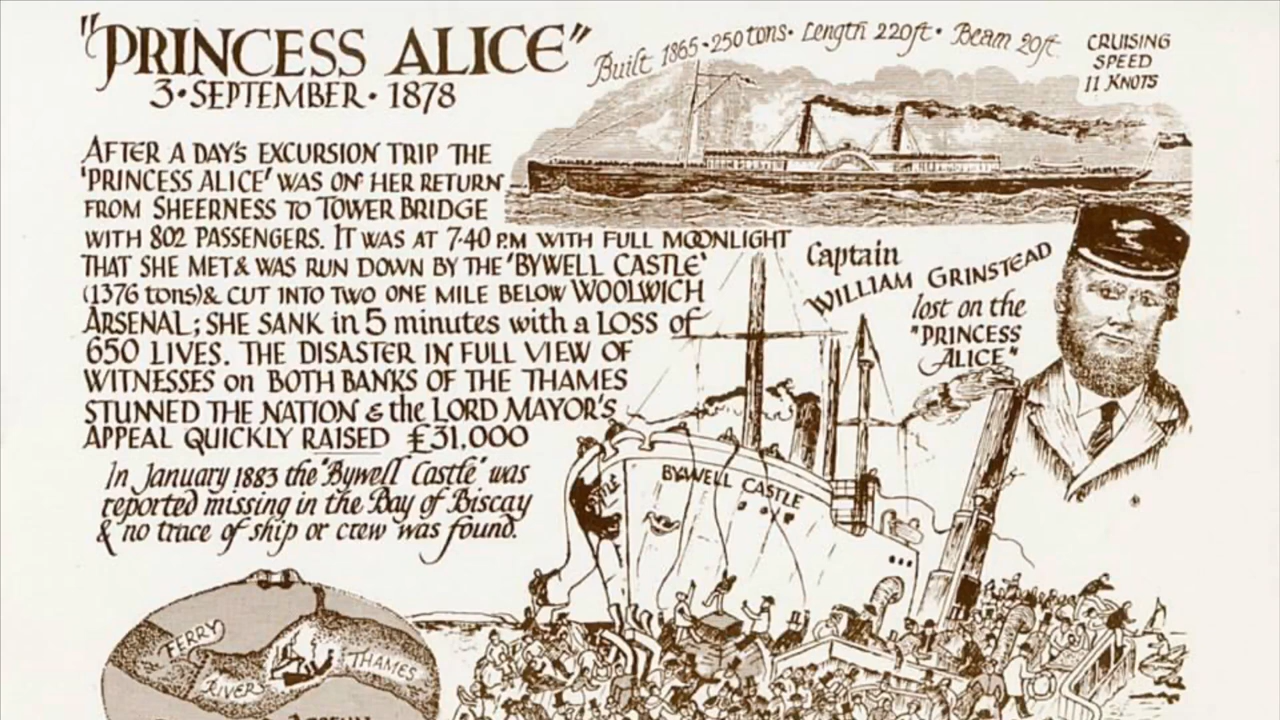 "PRINCESS ALICE"
3•SEPTEMBER•1878
Built 1865•250 tons•Length 220ft•Beam 20ft
CRUISING
SPEED
11 KNOTS
AFTER A DAY'S EXCURSION TRIP THE
'PRINCESS ALICE' WAS ON HER RETURN
FROM SHEERNESS TO TOWER BRIDGE
WITH 802 PASSENGERS. IT WAS AT 7·40 P.M WITH FULL MOONLIGHT
THAT SHE MET & WAS RUN DOWN BY THE 'BYWELL CASTLE'
(1376 tons) & CUT INTO TWO ONE MILE BELOW WOOLWICH
ARSENAL; SHE SANK in 5 minutes with a LOSS of
650 LIVES. THE DISASTER IN FULL VIEW OF
WITNESSES on BOTH BANKS OF THE THAMES
STUNNED THE NATION & the LORD MAYOR'S
APPEAL QUICKLY RAISED £31.000
In January 1883 the "Bywell Castle" was
reported missing in the Bay of Biscay
& no trace of ship or crew was found.
Captain
WILLIAM GRINSTEAD
lost on the
"PRINCESS
ALICE"
BYWELL CASTLE
FERRY
RIVER
THAMES